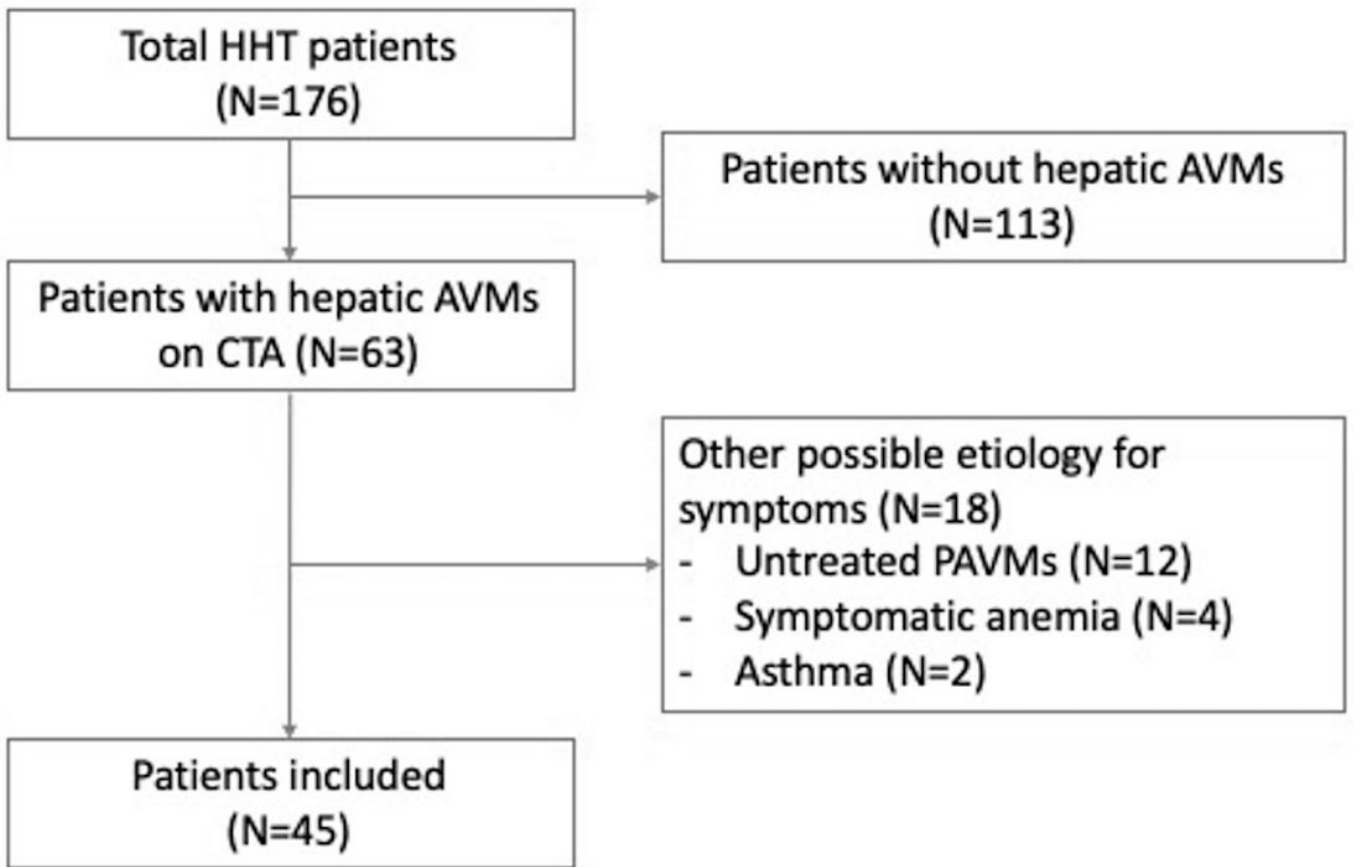 Total HHT patients
(N=176)
Patients without hepatic AVMs
(N=113)
Patients with hepatic AVMs
on CTA (N=63)
Other possible etiology for
symptoms (N=18)
- Untreated PAVMs (N=12)
- Symptomatic anemia (N=4)
- Asthma (N=2)
Patients included
(N=45)